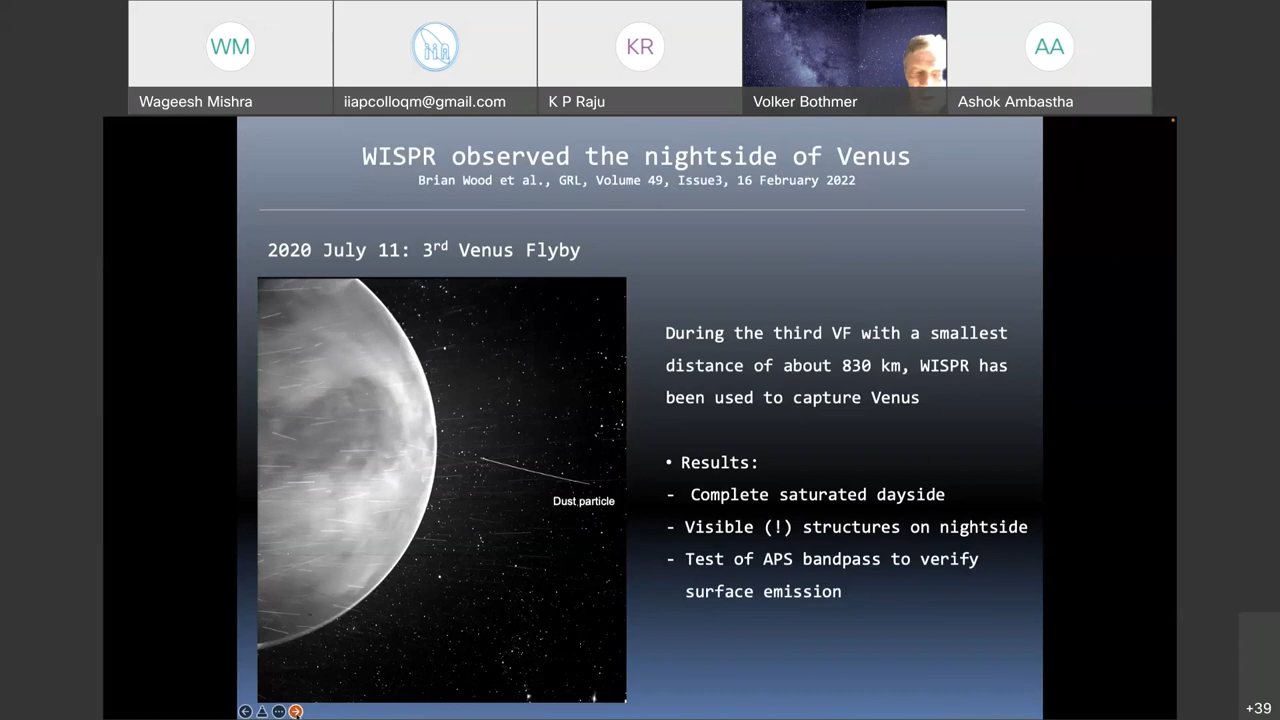 WM
iiA
KR
AA
Wageesh Mishra
iiapcolloqm@gmail.com
K P Raju
Volker Bothmer
Ashok Ambastha
WISPR observed the nightside of Venus
Brian Wood et al., GRL, Volume 49, Issue3, 16 February 2022
2020 July 11: 3rd Venus Flyby
Dust particle
During the third VF with a smallest
distance of about 830 km, WISPR has
been used to capture Venus
• Results:
- Complete saturated dayside
- Visible (!) structures on nightside
- Test of APS bandpass to verify
surface emission
+39